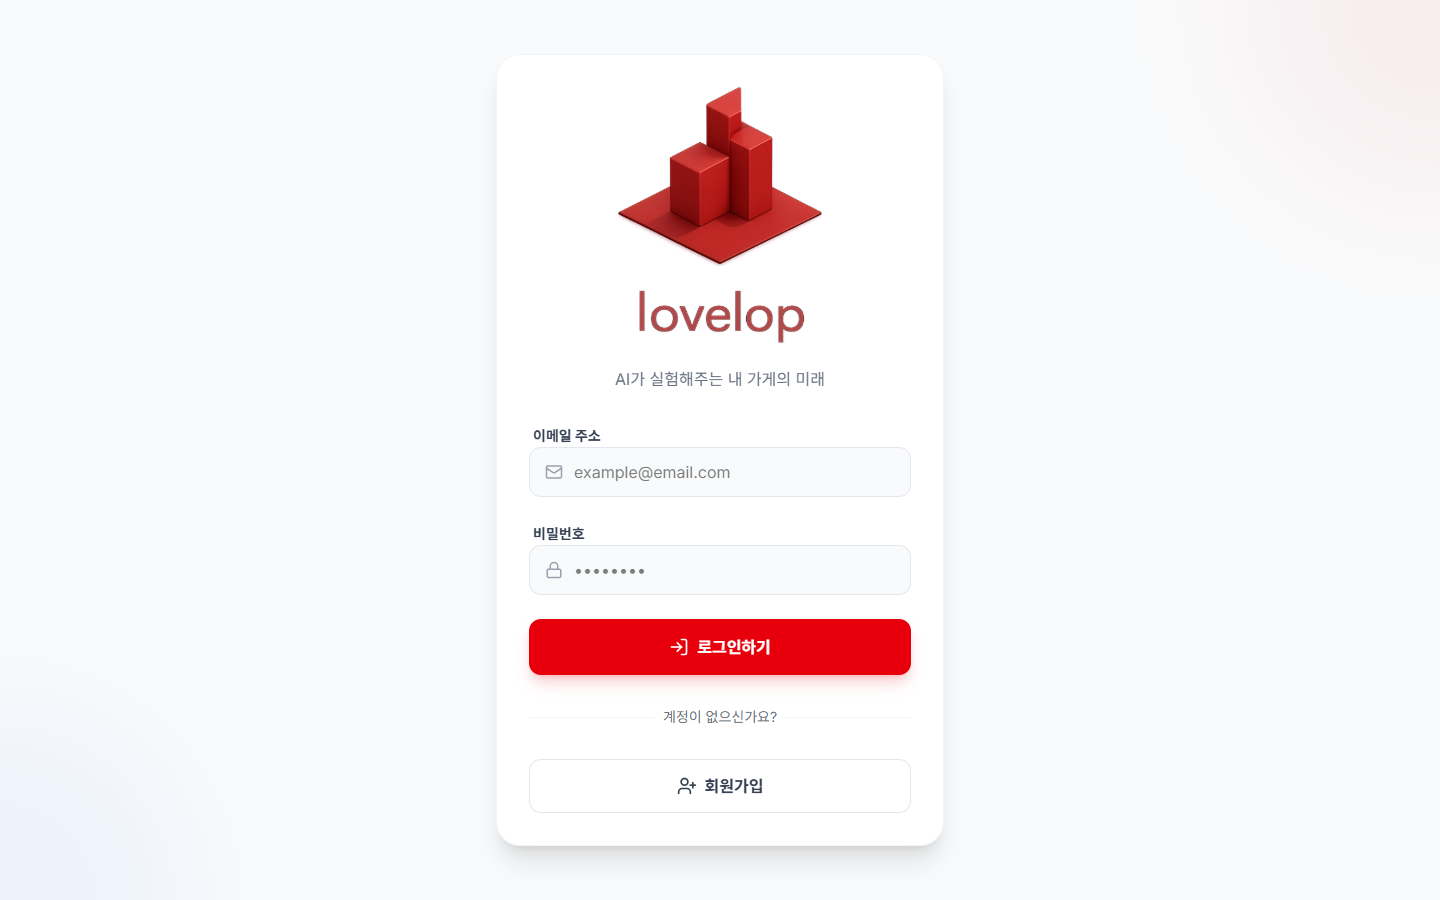 lovelop
AI가 실험해주는 내 가게의 미래
이메일 주소
example@email.com
비밀번호
••••••••
로그인하기
계정이 없으신가요?
회원가입